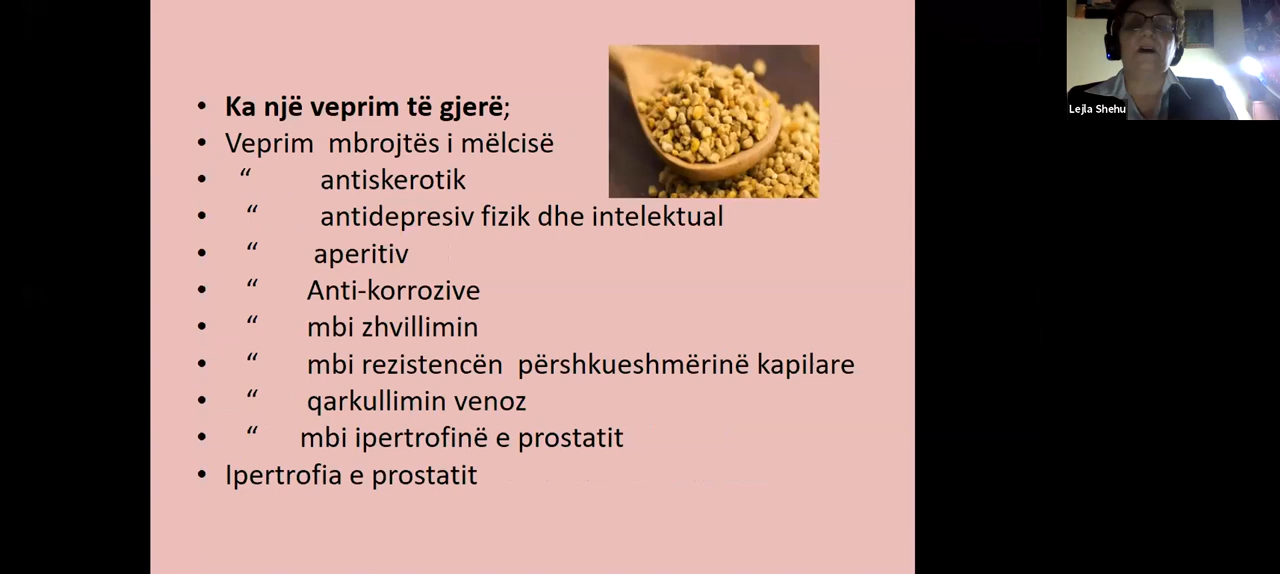 Ka një veprim të gjerë;
Veprim mbrojtës i mëlcisë
“ antiskerotik
“ antidepresiv fizik dhe intelektual
“ aperitiv
“ Anti-korrozive
“ mbi zhvillimin
“ mbi rezistencën përshkueshmërinë kapilare
“ qarkullimin venoz
“ mbi ipertrofinë e prostatit
Ipertrofia e prostatit
Lejla Shehu